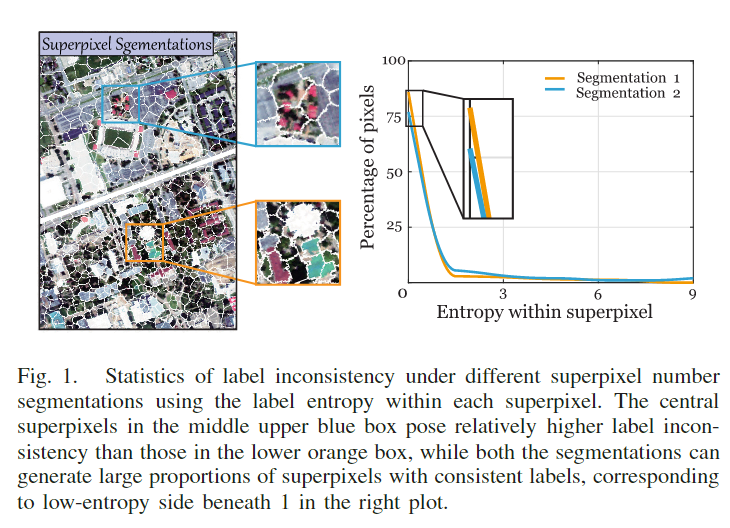 Superpixel Sgementations
100
75
50
25
0
3
6
9
Percentage of pixels
Entropy within superpixel
Segmentation 1
Segmentation 2
Fig. 1. Statistics of label inconsistency under different superpixel number
segmentations using the label entropy within each superpixel. The central
superpixels in the middle upper blue box pose relatively higher label incon-
sistency than those in the lower orange box, while both the segmentations can
generate large proportions of superpixels with consistent labels, corresponding
to low-entropy side beneath 1 in the right plot.